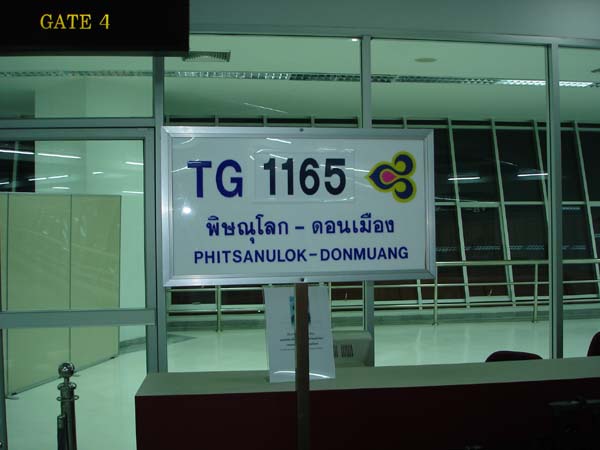 GATE 4
TG 1165
พิษณุโลก - ดอนเมือง
PHITSANULOK-DONMUANG